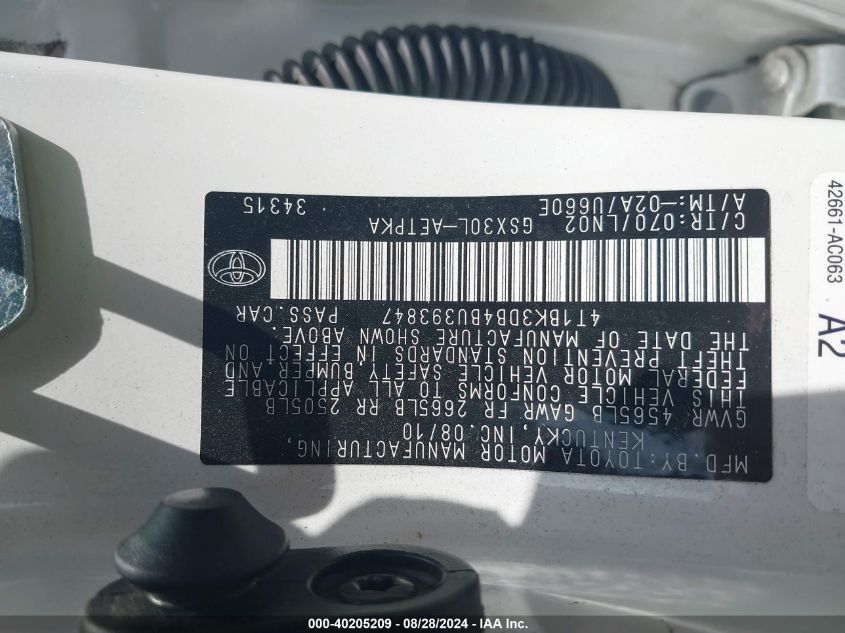 MFD. BY: TOYOTA MOTOR MANUFACTURING,
KENTUCKY, INC. 08/10
GVWR 4565LB GAWR FR 2665LB RR 2505LB
THIS VEHICLE CONFORMS TO ALL APPLICABLE
FEDERAL MOTOR VEHICLE SAFETY, BUMPER, AND
THEFT PREVENTION STANDARDS IN EFFECT ON
THE DATE OF MANUFACTURE SHOWN ABOVE.
4T1BK3DB4BU393847 PASS. CAR
C/TR:070/LN02 GSX30L-AETPKA
A/TM:-02A/U660E 34315
42661-AC063
A2
000-40205209 / 08/28/2024 - IAA Inc.